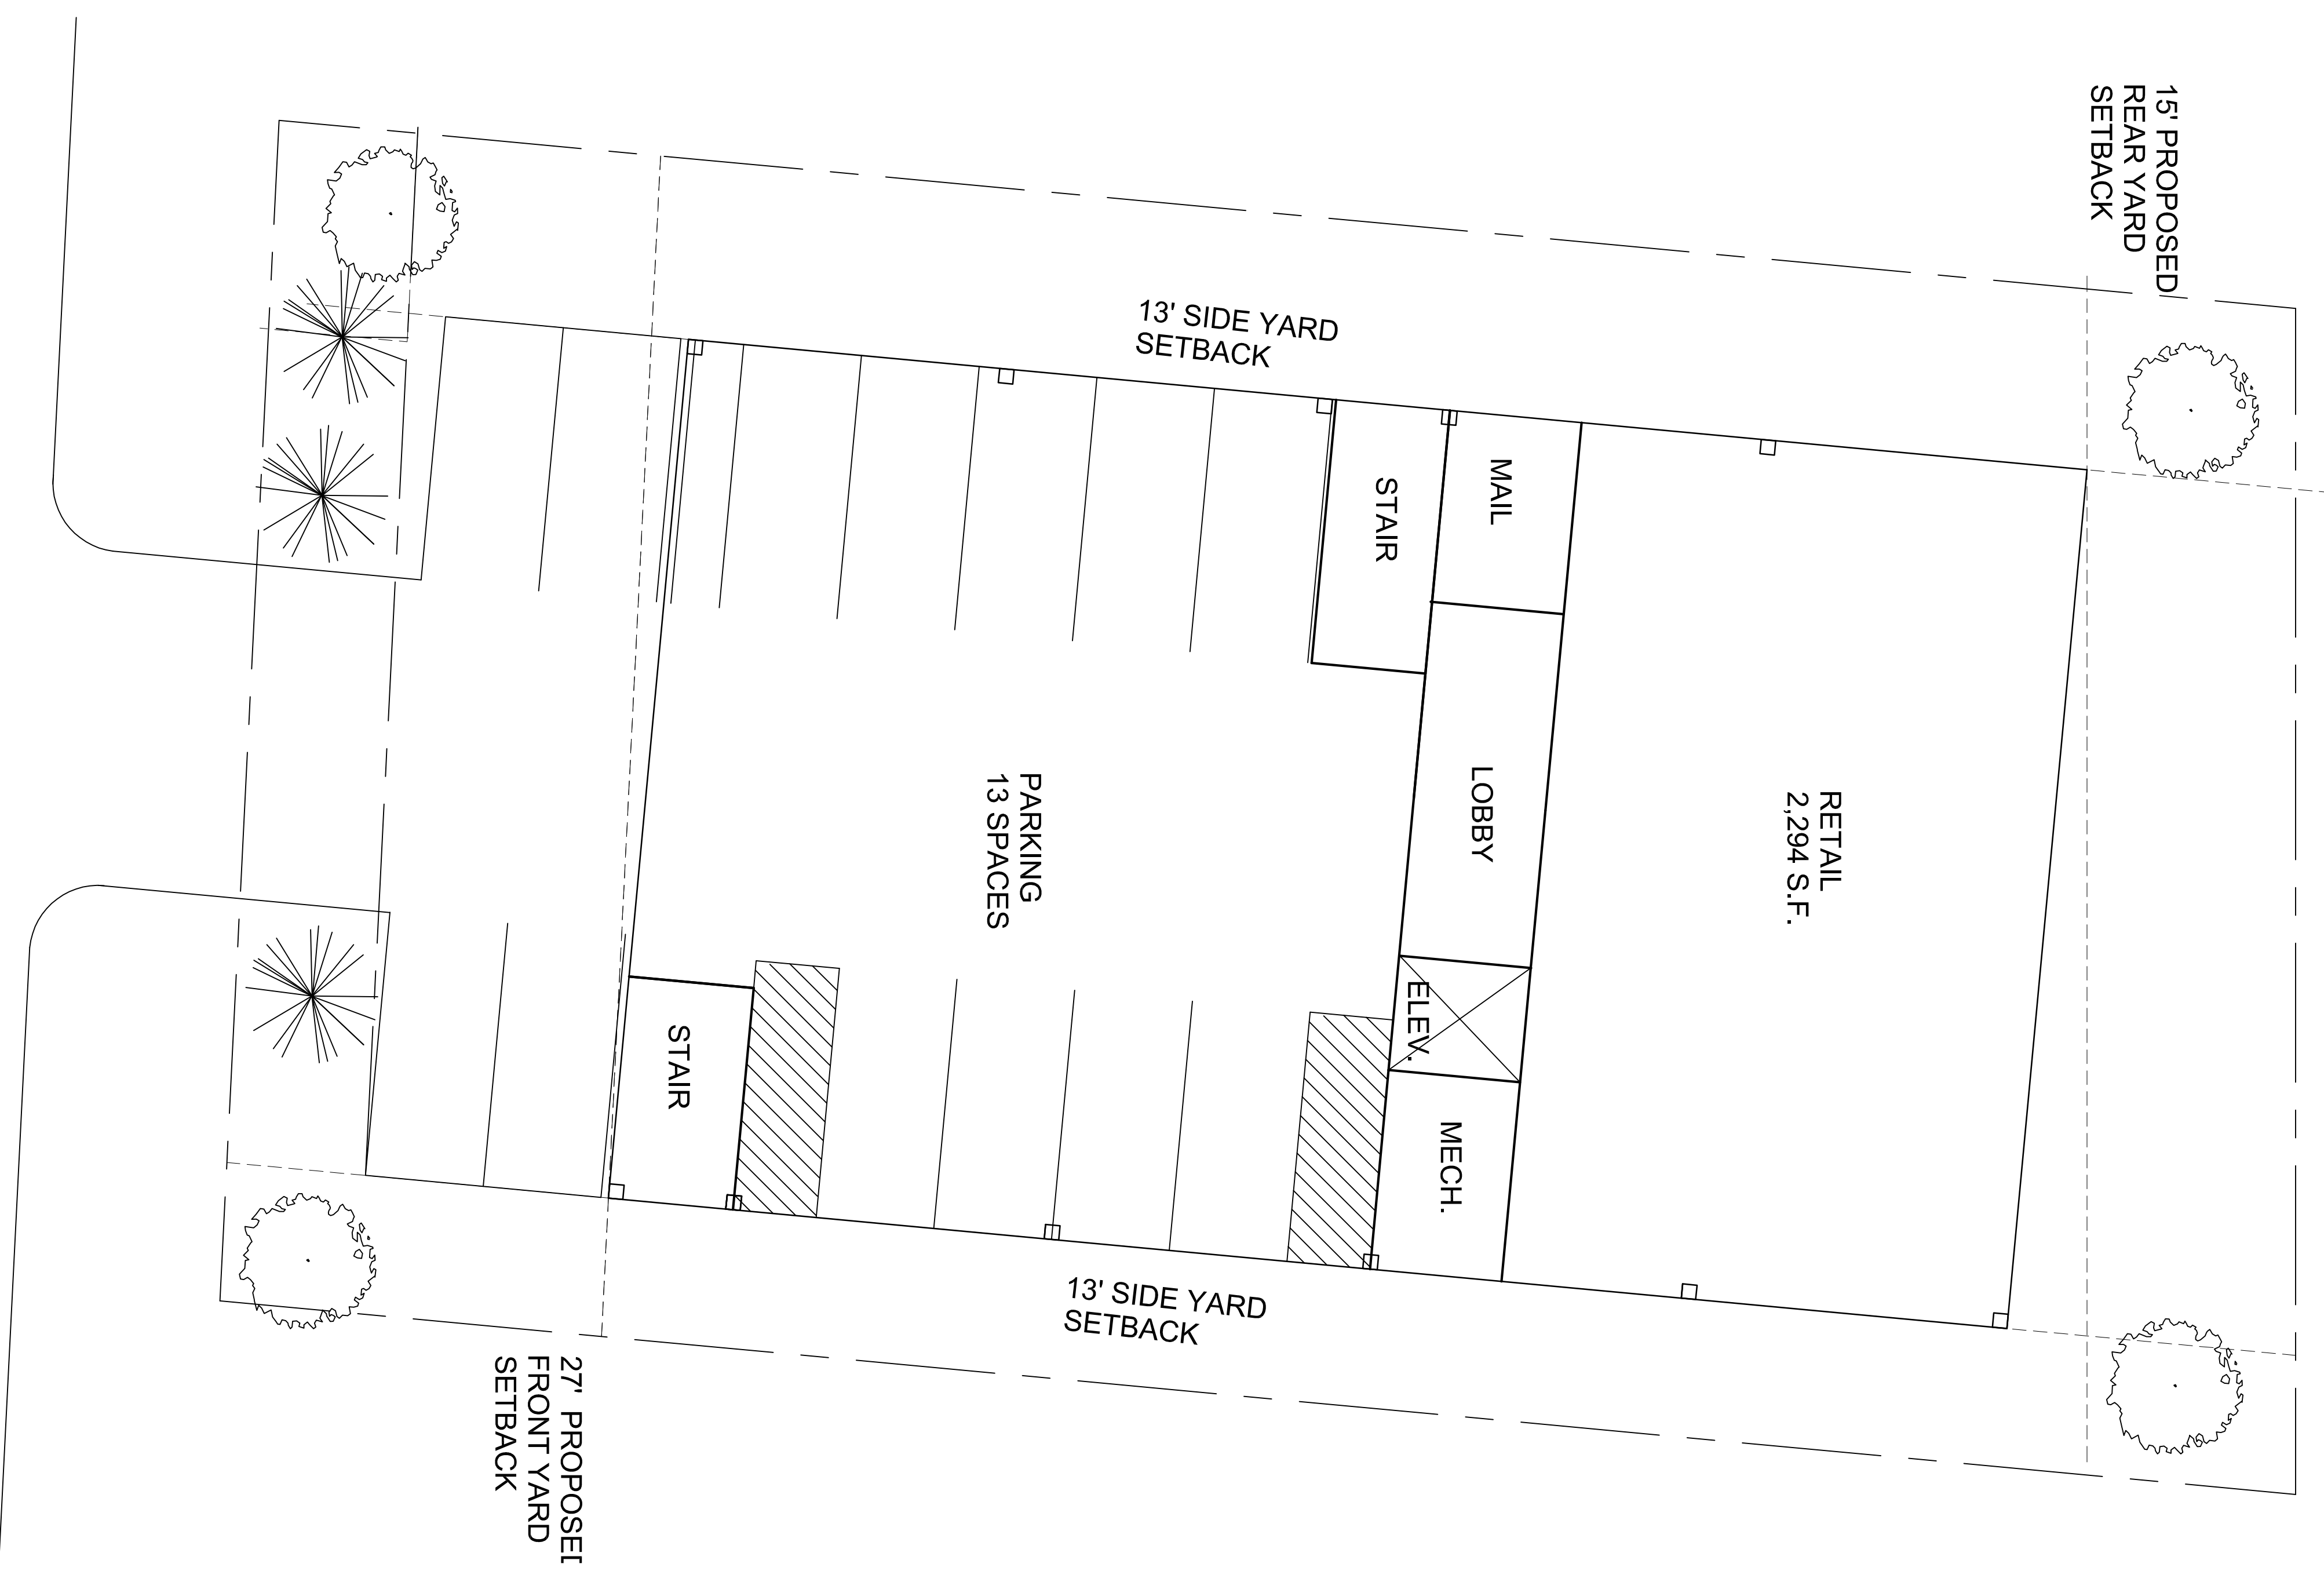 15' PROPOSED
REAR YARD
SETBACK
13' SIDE YARD
SETBACK
STAIR
MAIL
LOBBY
PARKING
13 SPACES
RETAIL
2,294 S.F.
ELEV.
STAIR
MECH.
13' SIDE YARD
SETBACK
27' PROPOSED
FRONT YARD
SETBACK